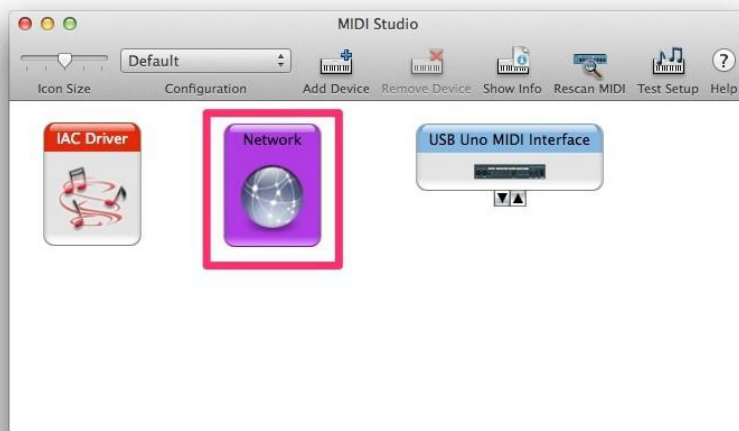 MIDI Studio
Default
Icon Size
Configuration
Add Device
Remove Device
Show Info
Rescan MIDI
Test Setup
?
Help
IAC Driver
Network
USB Uno MIDI Interface